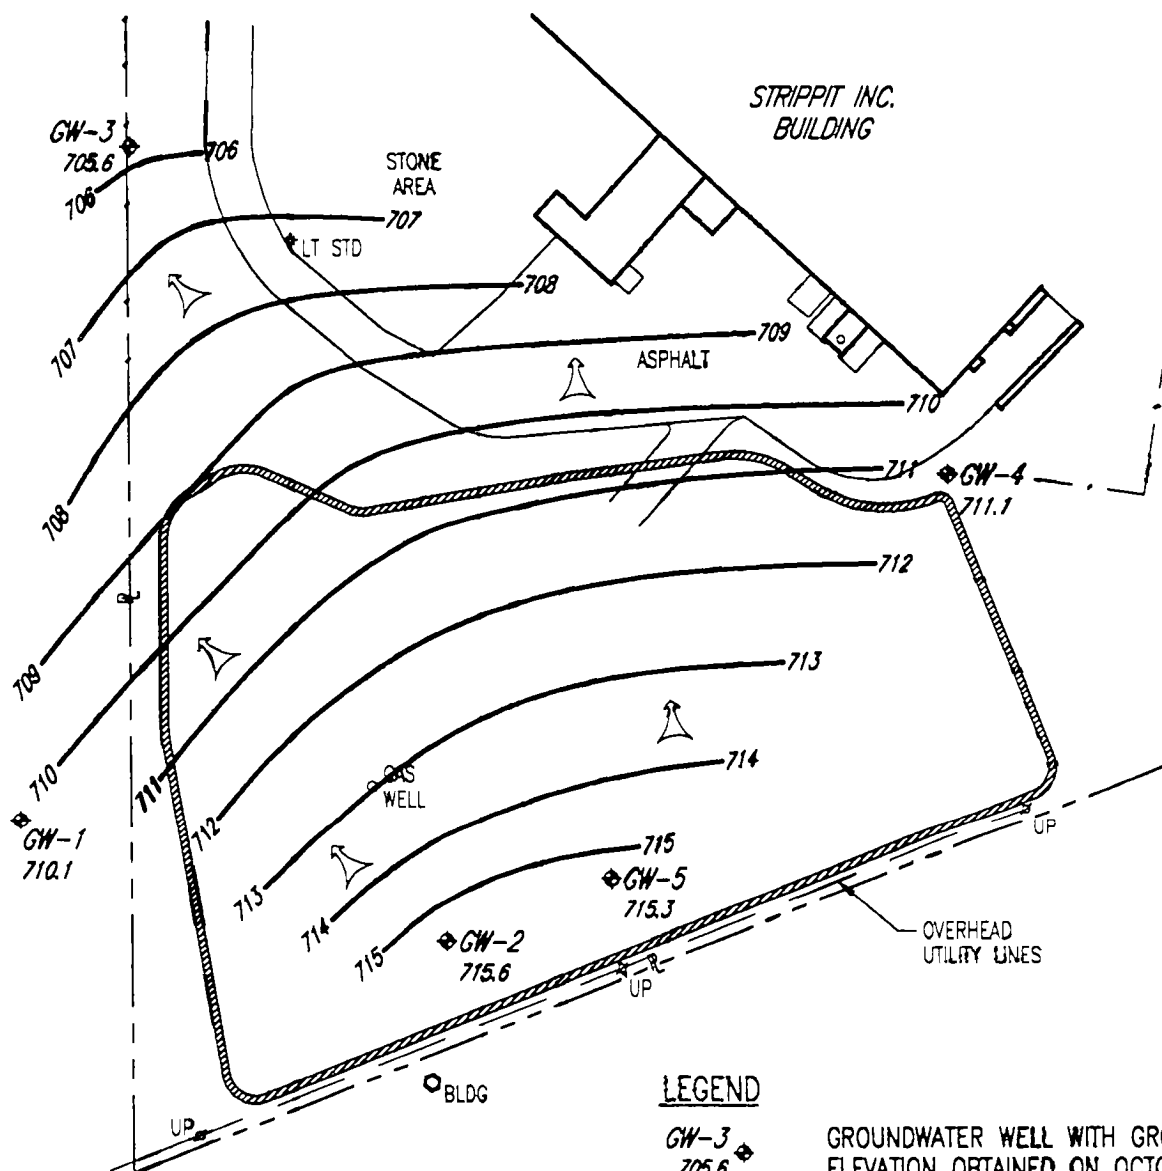 STRIPPIT INC.
BUILDING
GW-3
705.6
706
706
STONE
AREA
707
LT STD
708
707
709
ASPHALT
710
711
GW-4
711.1
708
712
709
713
710
711
714
GAS
WELL
712
GW-1
710.1
715
713
GW-5
715.3
714
715
GW-2
715.6
UP
OVERHEAD
UTILITY LINES
UP
BLDG
UP
LEGEND
GW-3
705.6
GROUNDWATER WELL WITH GRO
ELEVATION OBTAINED ON OCTO